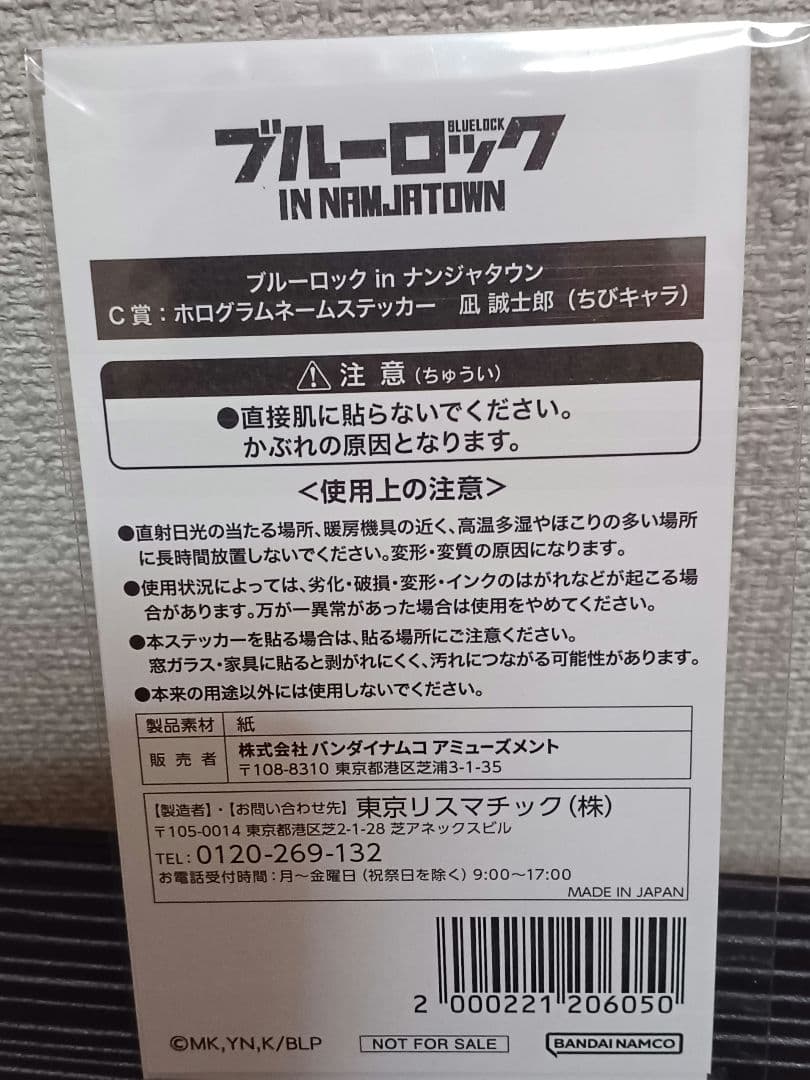 ブルーロック
BLUELOCK
IN NAMJATOWN
ブルーロック in ナンジャタウン
C賞：ホログラムネームステッカー　凪 誠士郎（ちびキャラ）
注 意（ちゅうい）
●直接肌に貼らないでください。
かぶれの原因となります。
＜使用上の注意＞
●直射日光の当たる場所、暖房機具の近く、高温多湿やほこりの多い場所
に長時間放置しないでください。変形・変質の原因になります。
●使用状況によっては、劣化・破損・変形・インクのはがれなどが起こる場
合があります。万が一異常があった場合は使用をやめてください。
●本ステッカーを貼る場合は、貼る場所にご注意ください。
窓ガラス・家具に貼ると剥がれにくく、汚れにつながる可能性があります。
●本来の用途以外には使用しないでください。
製品素材 紙
販売者 株式会社 バンダイナムコ アミューズメント
〒108-8310 東京都港区芝浦3-1-35
【製造者】・【お問い合わせ先】東京リスマチック（株）
〒105-0014 東京都港区芝2-1-28 芝アネックスビル
TEL：0120-269-132
お電話受付時間：月～金曜日（祝祭日を除く）9:00～17:00
MADE IN JAPAN
2 000221 206050
©MK,YN,K/BLP NOT FOR SALE BANDAI NAMCO